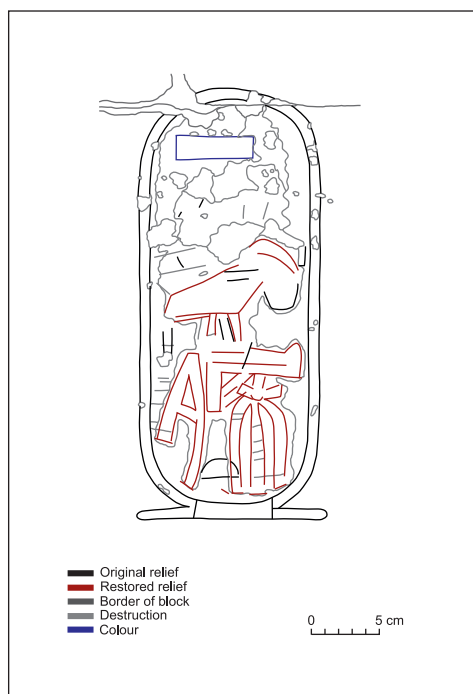 Original relief
Restored relief
Border of block
Destruction
Colour
0 5 cm